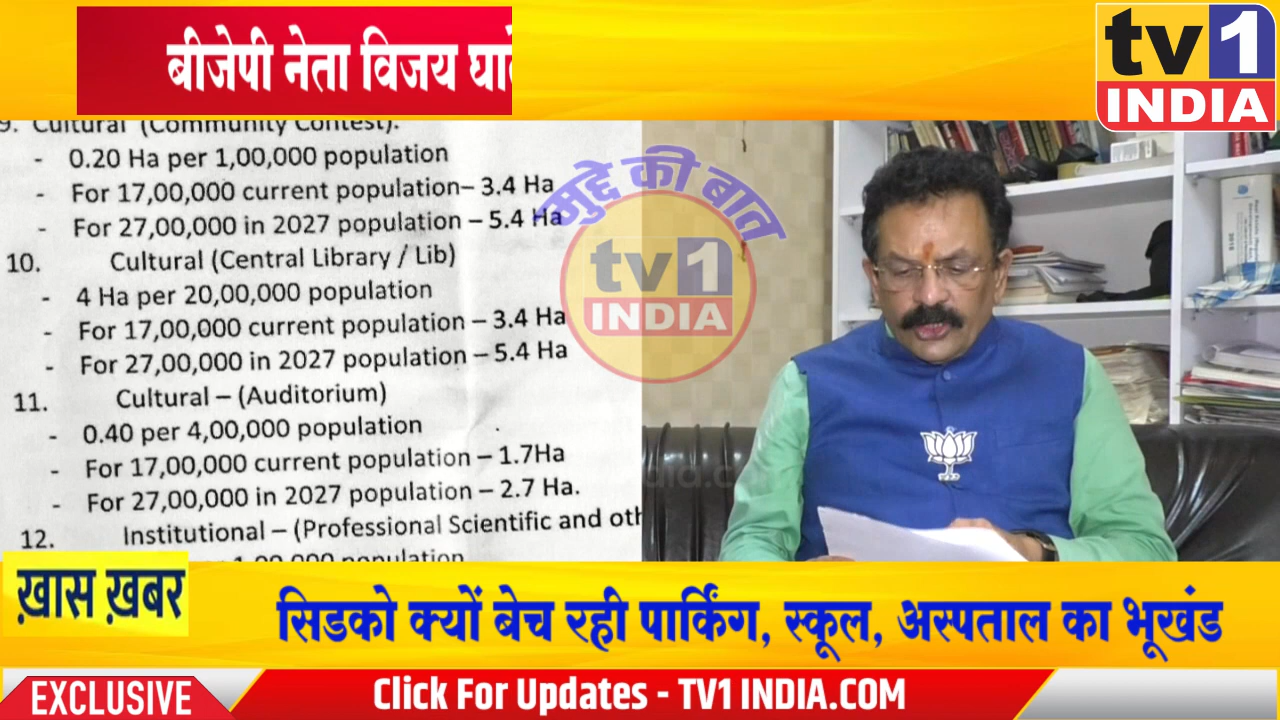 बीजेपी नेता विजय
tv1
INDIA
9. Cultural (Community Contest).
- 0.20 Ha per 1,00,000 population
- For 17,00,000 current population– 3.4 Ha
- For 27,00,000 in 2027 population – 5.4 Ha
10. Cultural (Central Library / Lib)
- 4 Ha per 20,00,000 population
- For 17,00,000 current population – 3.4 Ha
- For 27,00,000 in 2027 population – 5.4 Ha
11. Cultural – (Auditorium)
- 0.40 per 4,00,000 population
- For 17,00,000 current population – 1.7Ha
- For 27,00,000 in 2027 population – 2.7 Ha.
12. Institutional – (Professional Scientific and oth
1,00,000 population
मुद्दे की बात
tv1
INDIA
ख़ास ख़बर
सिडको क्यों बेच रही पार्किंग, स्कूल, अस्पताल का भूखंड
EXCLUSIVE
Click For Updates - TV1 INDIA.COM